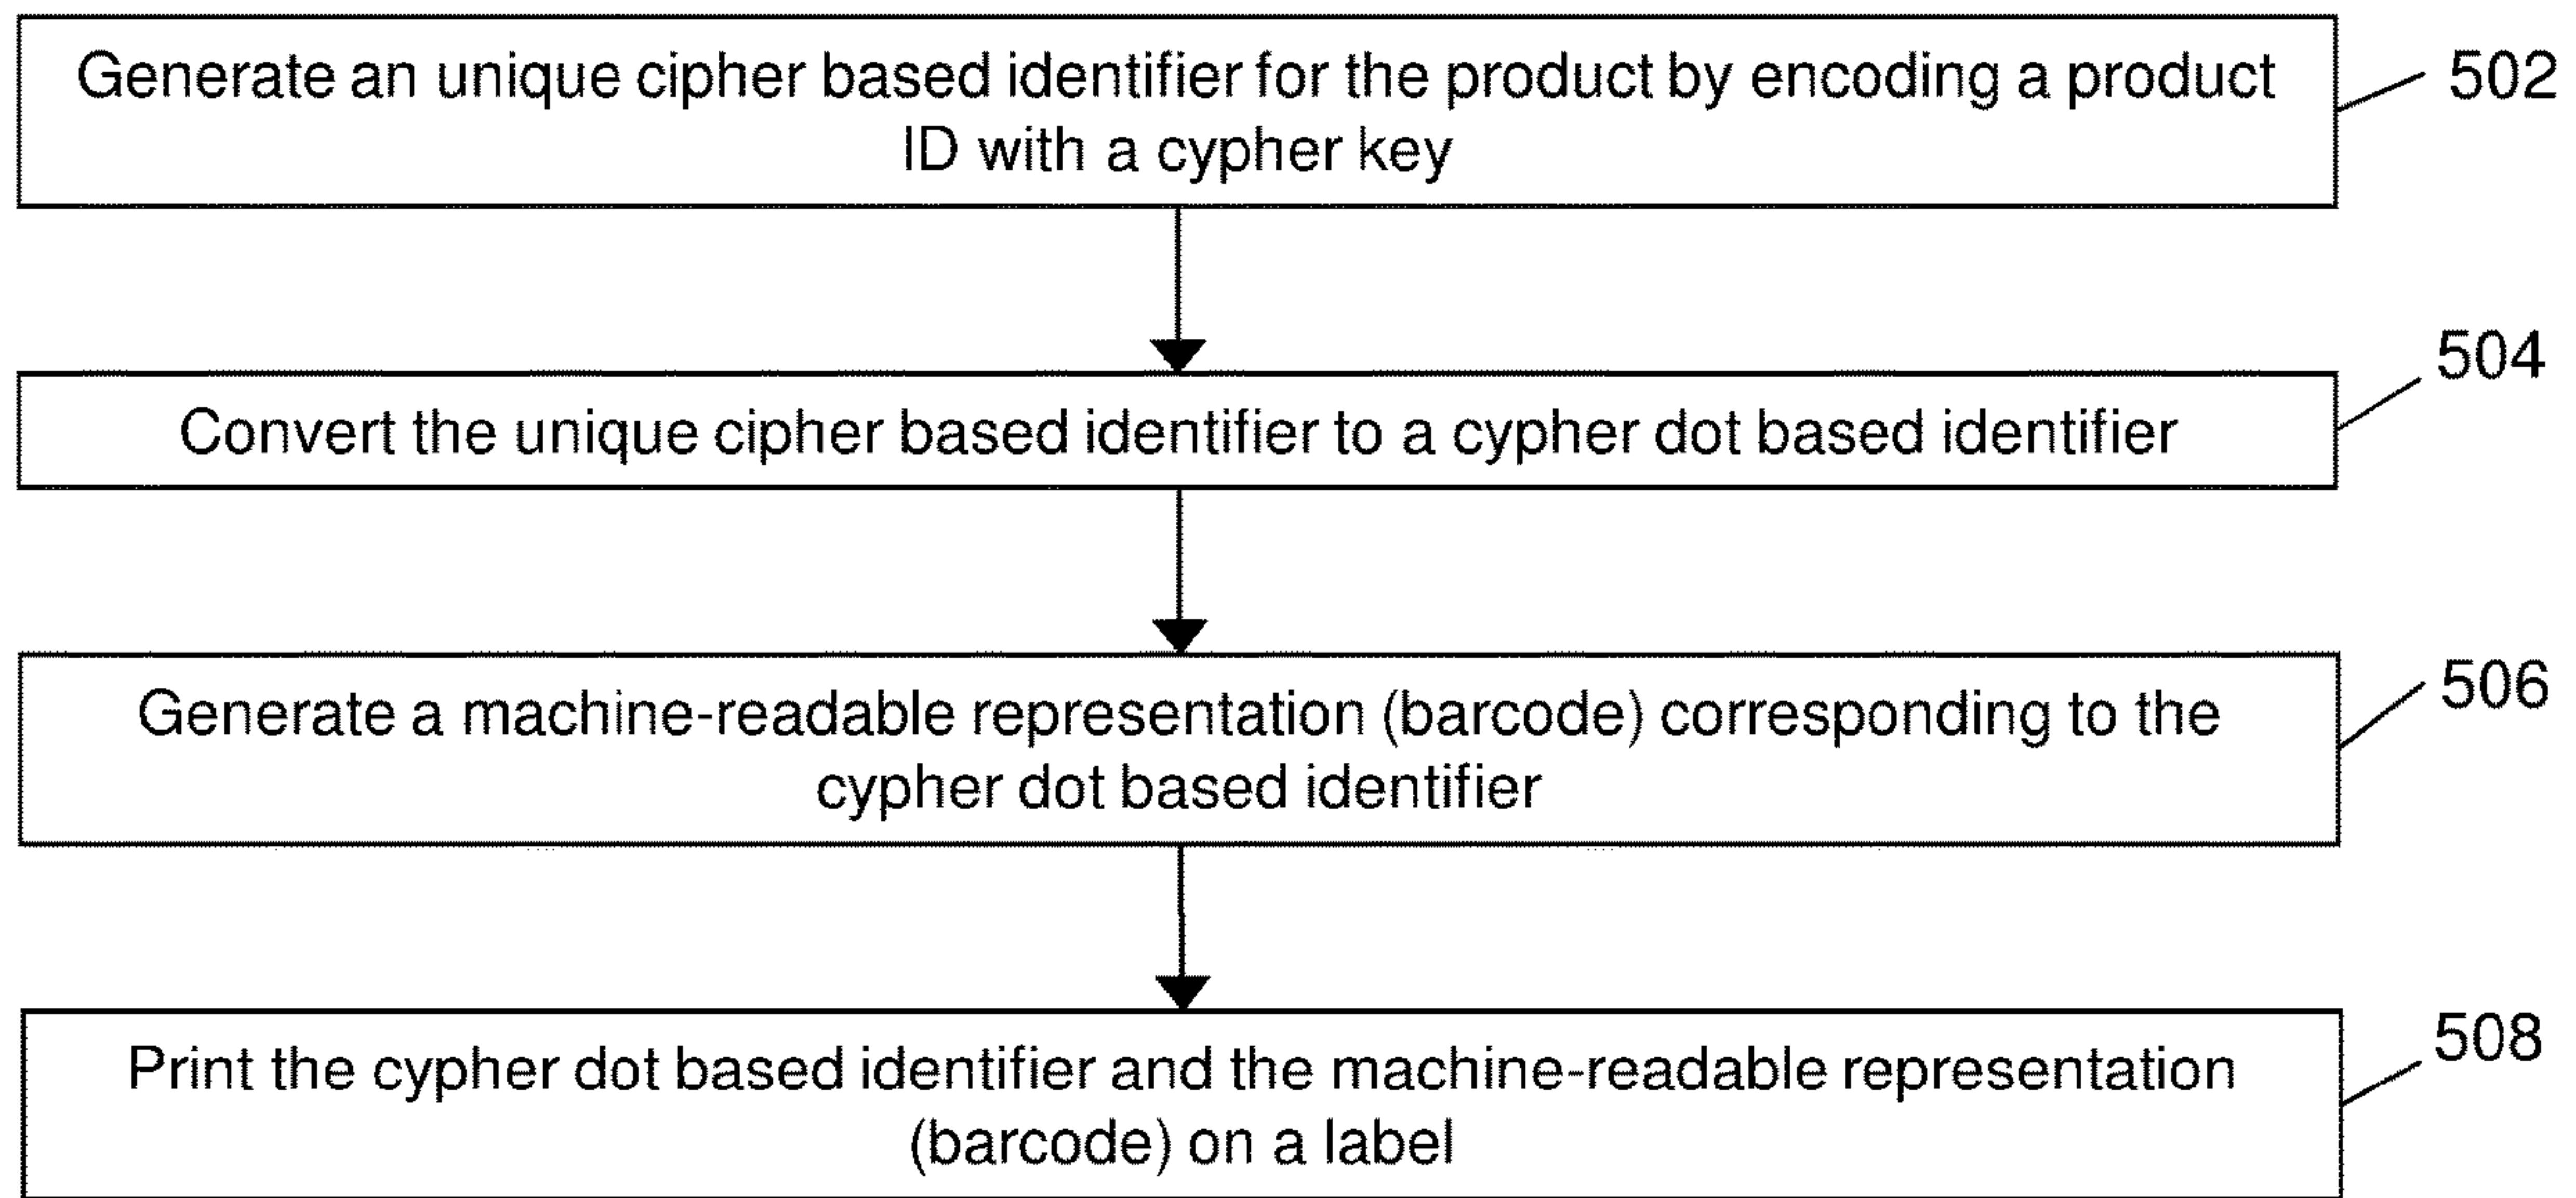 Generate an unique cipher based identifier for the product by encoding a product
ID with a cypher key
502
Convert the unique cipher based identifier to a cypher dot based identifier
504
Generate a machine-readable representation (barcode) corresponding to the
cypher dot based identifier
506
Print the cypher dot based identifier and the machine-readable representation
(barcode) on a label
508